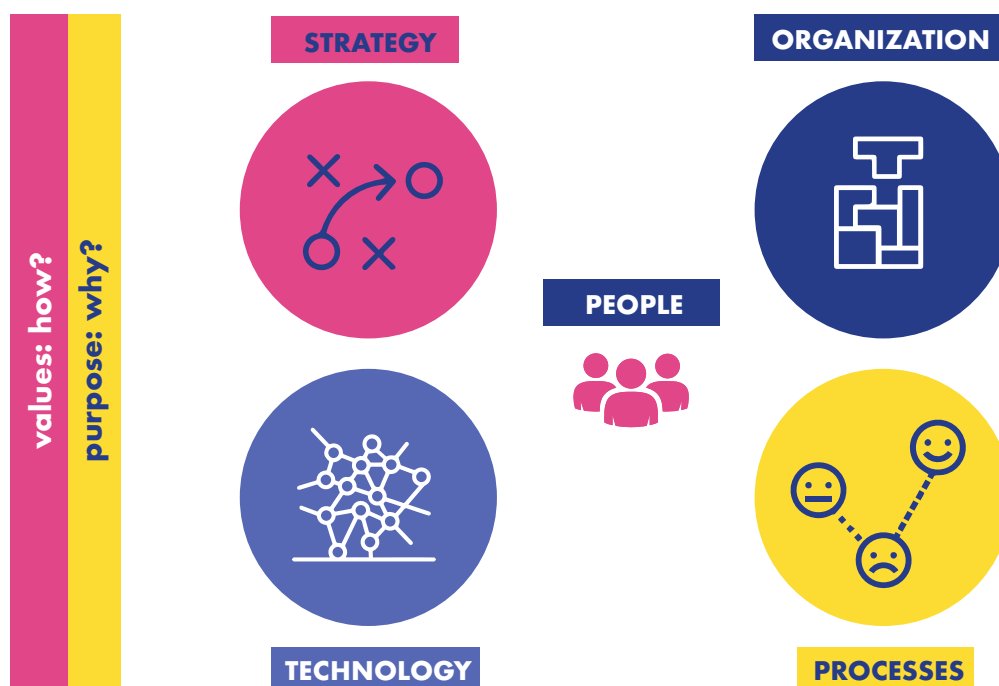 values: how?
purpose: why?
STRATEGY
ORGANIZATION
PEOPLE
TECHNOLOGY
PROCESSES